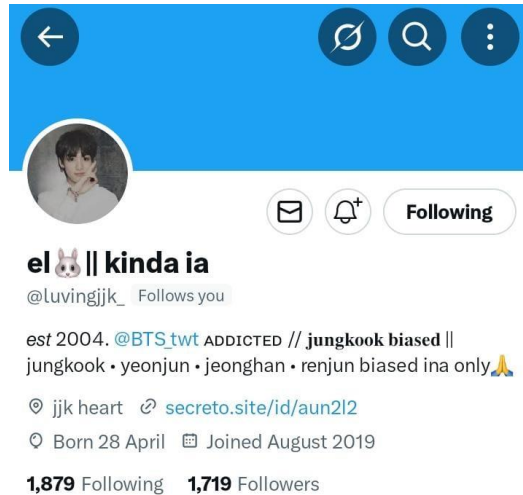 Following
el🐰|| kinda ia
@luvingjjk_ Follows you
est 2004. @BTS_twt ᴀᴅᴅɪᴄᴛᴇᴅ // 𝐣𝐮𝐧𝐠𝐤𝐨𝐨𝐤 𝐛𝐢𝐚𝐬𝐞𝐝 ||
jungkook • yeonjun • jeonghan • renjun biased ina only🙏
jjk heart secreto.site/id/aun2l2
Born 28 April Joined August 2019
1,879 Following 1,719 Followers